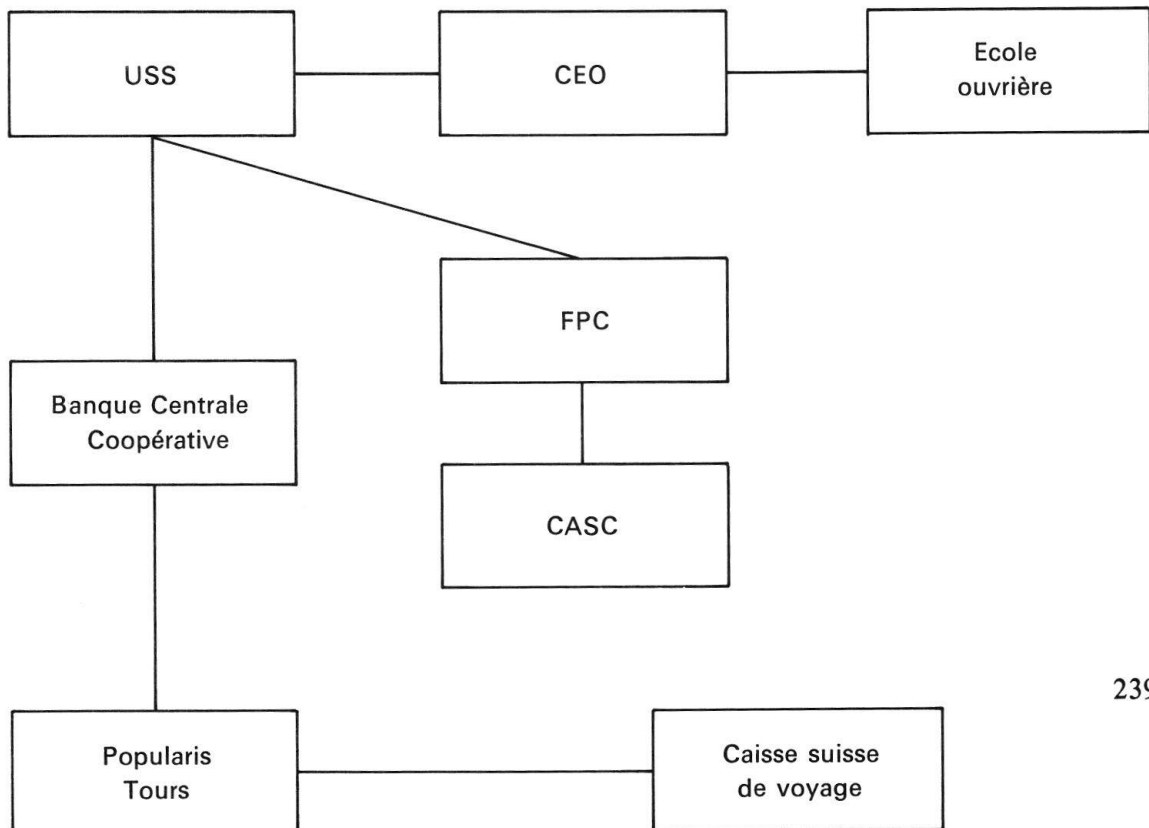 USS
CEO
Ecole
ouvrière
FPC
Banque Centrale
Coopérative
CASC
239
Popularis
Tours
Caisse suisse
de voyage